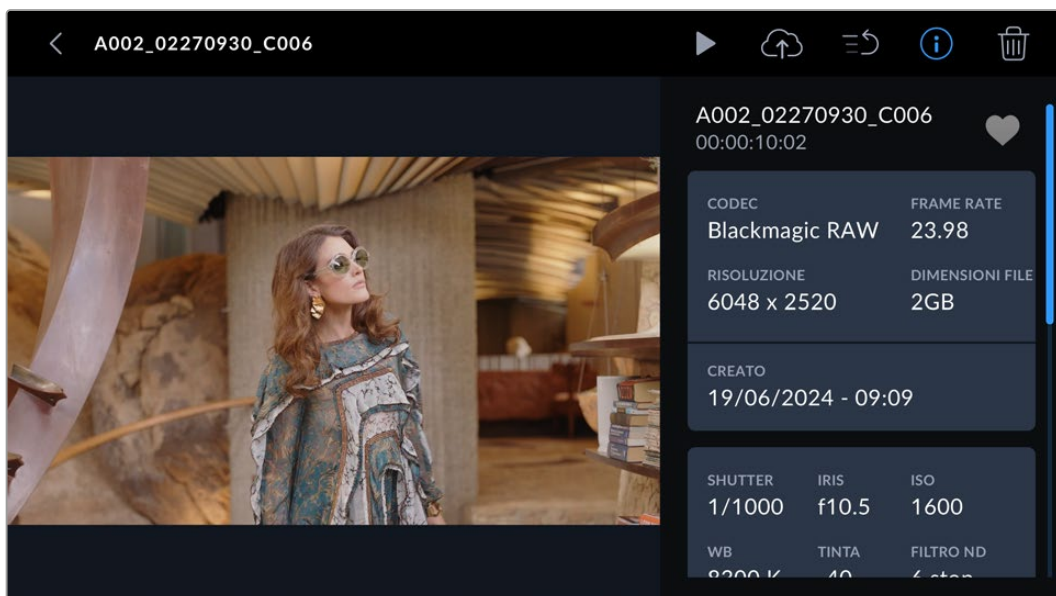 A002_02270930_C006
A002_02270930_C006
00:00:10:02
CODEC FRAME RATE
Blackmagic RAW 23.98
RISOLUZIONE DIMENSIONI FILE
6048 x 2520 2GB
CREATO
19/06/2024 - 09:09
SHUTTER IRIS ISO
1/1000 f10.5 1600
WB TINTA FILTRO ND